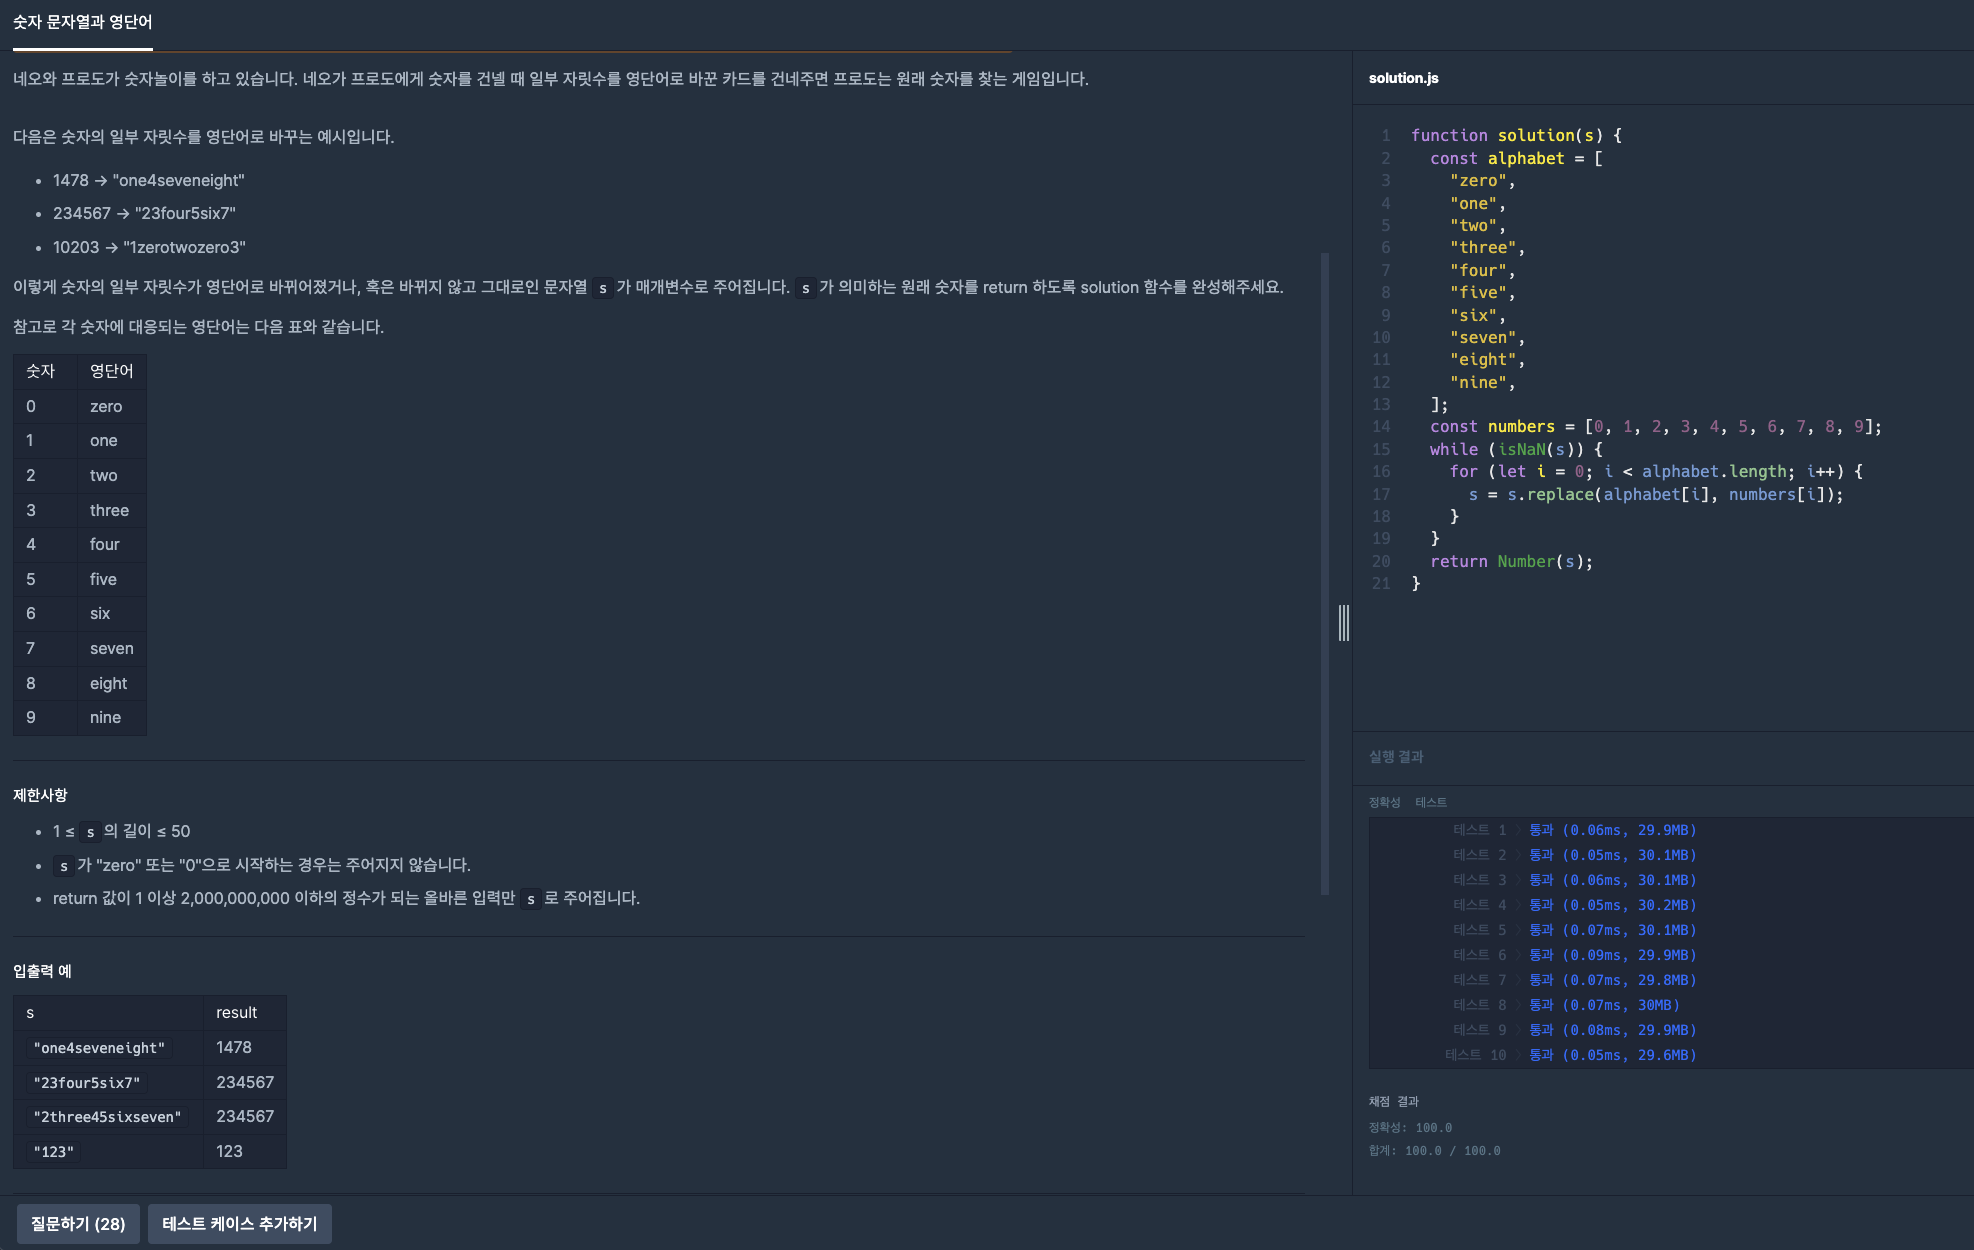 숫자 문자열과 영단어
네오와 프로도가 숫자놀이를 하고 있습니다. 네오가 프로도에게 숫자를 건넬 때 일부 자릿수를 영단어로 바꾼 카드를 건네주면 프로도는 원래 숫자를 찾는 게임입니다.
다음은 숫자의 일부 자릿수를 영단어로 바꾸는 예시입니다.
• 1478 → "one4seveneight"
• 234567 → "23four5six7"
• 10203 → "1zerotwozero3"
이렇게 숫자의 일부 자릿수가 영단어로 바뀌어졌거나, 혹은 바뀌지 않고 그대로인 문자열 s 가 매개변수로 주어집니다. s 가 의미하는 원래 숫자를 return 하도록 solution 함수를 완성해주세요.
참고로 각 숫자에 대응되는 영단어는 다음 표와 같습니다.
숫자 영단어
0 zero
1 one
2 two
3 three
4 four
5 five
6 six
7 seven
8 eight
9 nine
제한사항
• 1 ≤ s 의 길이 ≤ 50
• s 가 "zero" 또는 "0"으로 시작하는 경우는 주어지지 않습니다.
• return 값이 1 이상 2,000,000,000 이하의 정수가 되는 올바른 입력만 s 로 주어집니다.
입출력 예
s result
"one4seveneight" 1478
"23four5six7" 234567
"2three45sixseven" 234567
"123" 123
질문하기 (28) 테스트 케이스 추가하기
solution.js
1 function solution(s) {
2   const alphabet = [
3     "zero",
4     "one",
5     "two",
6     "three",
7     "four",
8     "five",
9     "six",
10     "seven",
11     "eight",
12     "nine",
13   ];
14   const numbers = [0, 1, 2, 3, 4, 5, 6, 7, 8, 9];
15   while (isNaN(s)) {
16     for (let i = 0; i < alphabet.length; i++) {
17       s = s.replace(alphabet[i], numbers[i]);
18     }
19   }
20   return Number(s);
21 }
실행 결과
정확성 테스트
테스트 1 〉 통과 (0.06ms, 29.9MB)
테스트 2 〉 통과 (0.05ms, 30.1MB)
테스트 3 〉 통과 (0.06ms, 30.1MB)
테스트 4 〉 통과 (0.05ms, 30.2MB)
테스트 5 〉 통과 (0.07ms, 30.1MB)
테스트 6 〉 통과 (0.09ms, 29.9MB)
테스트 7 〉 통과 (0.07ms, 29.8MB)
테스트 8 〉 통과 (0.07ms, 30MB)
테스트 9 〉 통과 (0.08ms, 29.9MB)
테스트 10 〉 통과 (0.05ms, 29.6MB)
채점 결과
정확성: 100.0
합계: 100.0 / 100.0